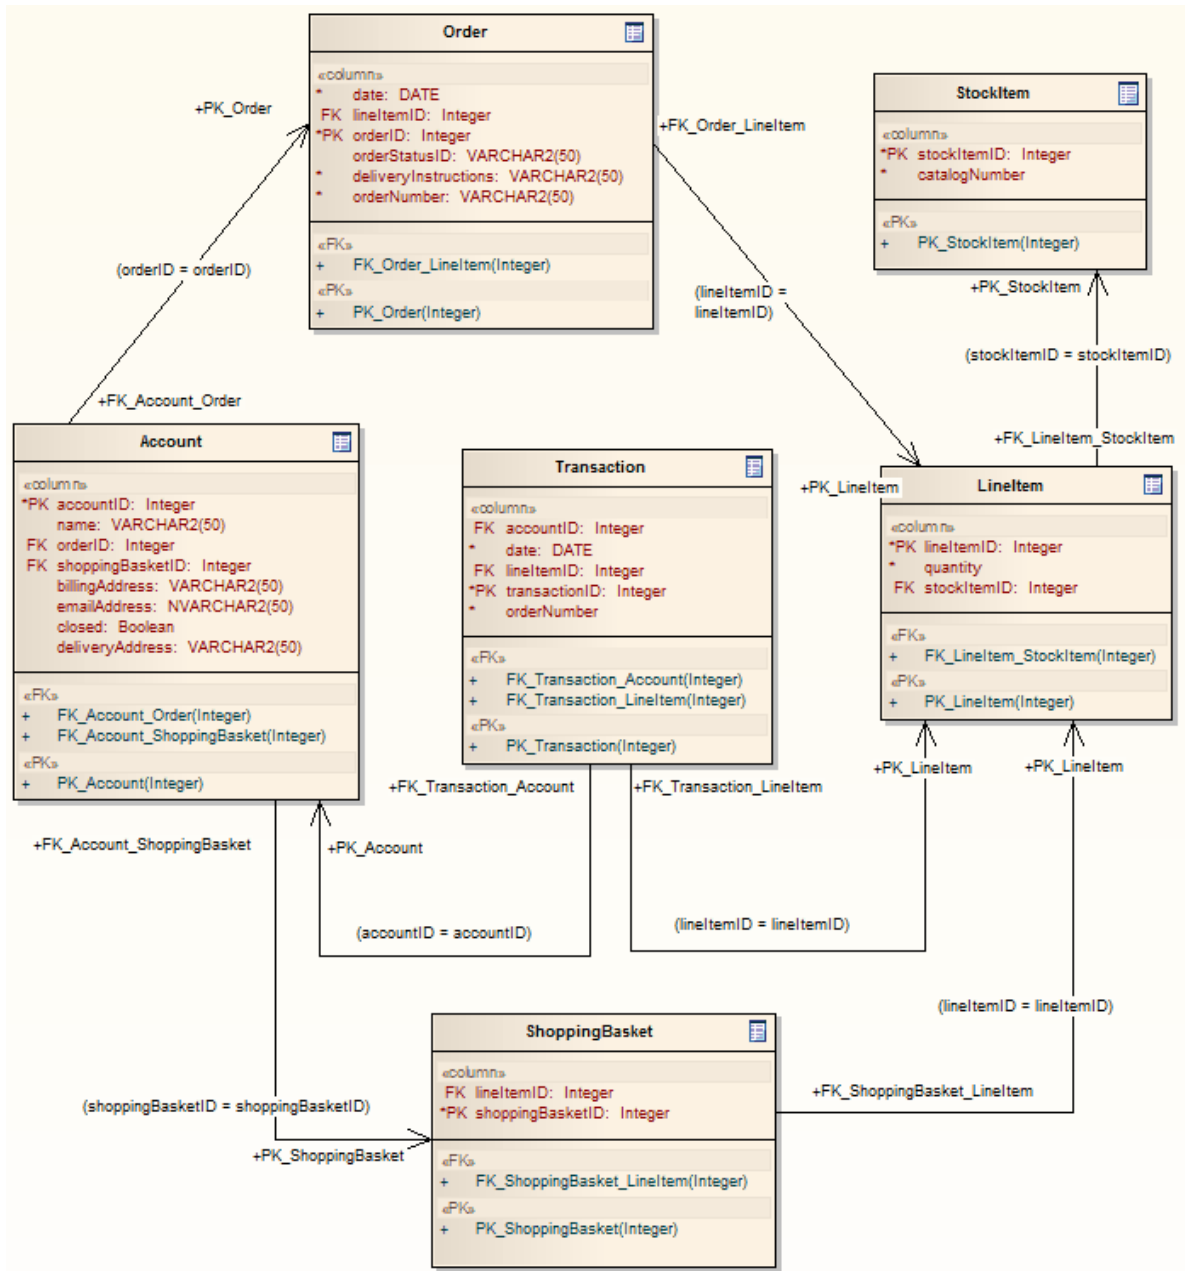 Order
«column»
* date: DATE
FK lineItemID: Integer
*PK orderID: Integer
orderStatusID: VARCHAR2(50)
* deliveryInstructions: VARCHAR2(50)
* orderNumber: VARCHAR2(50)
«FK»
+ FK_Order_LineItem(Integer)
«PK»
+ PK_Order(Integer)
+PK_Order
+FK_Order_LineItem
StockItem
«column»
*PK stockItemID: Integer
* catalogNumber
«PK»
+ PK_StockItem(Integer)
+PK_StockItem
(orderID = orderID)
(lineItemID =
lineItemID)
(stockItemID = stockItemID)
+FK_Account_Order
+FK_LineItem_StockItem
+PK_LineItem
Account
«column»
*PK accountID: Integer
name: VARCHAR2(50)
FK orderID: Integer
FK shoppingBasketID: Integer
billingAddress: VARCHAR2(50)
emailAddress: NVARCHAR2(50)
closed: Boolean
deliveryAddress: VARCHAR2(50)
«FK»
+ FK_Account_Order(Integer)
+ FK_Account_ShoppingBasket(Integer)
«PK»
+ PK_Account(Integer)
Transaction
«column»
FK accountID: Integer
* date: DATE
FK lineItemID: Integer
*PK transactionID: Integer
* orderNumber
«FK»
+ FK_Transaction_Account(Integer)
+ FK_Transaction_LineItem(Integer)
«PK»
+ PK_Transaction(Integer)
LineItem
«column»
*PK lineItemID: Integer
* quantity
FK stockItemID: Integer
«FK»
+ FK_LineItem_StockItem(Integer)
«PK»
+ PK_LineItem(Integer)
+PK_LineItem
+PK_LineItem
+FK_Transaction_Account
+FK_Transaction_LineItem
+FK_Account_ShoppingBasket
+PK_Account
(accountID = accountID)
(lineItemID = lineItemID)
(lineItemID = lineItemID)
(shoppingBasketID = shoppingBasketID)
+PK_ShoppingBasket
+FK_ShoppingBasket_LineItem
ShoppingBasket
«column»
FK lineItemID: Integer
*PK shoppingBasketID: Integer
«FK»
+ FK_ShoppingBasket_LineItem(Integer)
«PK»
+ PK_ShoppingBasket(Integer)